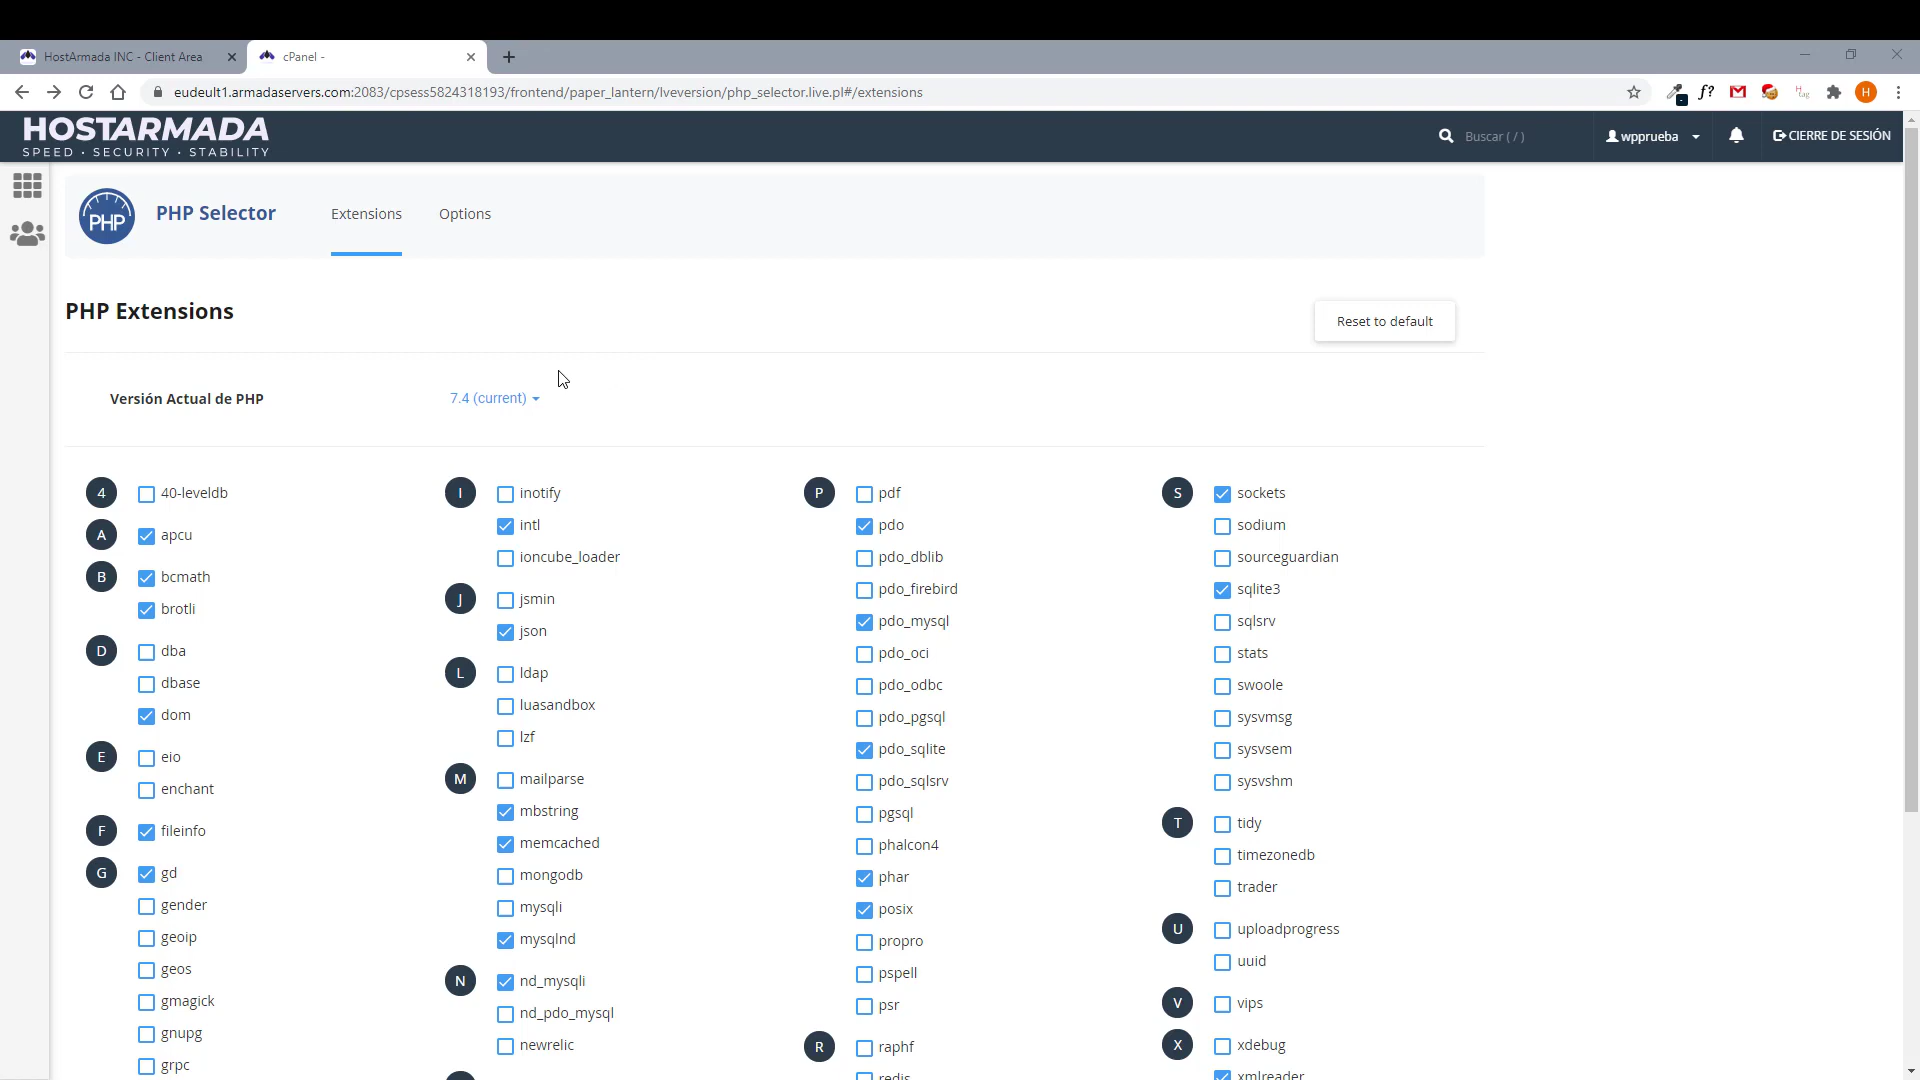 HostArmada INC - Client Area
cPanel -
eudeult1.armadaservers.com:2083/cpsess5824318193/frontend/paper_lantern/lveversion/php_selector.live.pl#/extensions
f?
H
HOSTARMADA
SPEED · SECURITY · STABILITY
Buscar ( / )
wpprueba
CIERRE DE SESIÓN
PHP
PHP Selector
Extensions
Options
PHP Extensions
Reset to default
Versión Actual de PHP
7.4 (current)
4
40-leveldb
A
apcu
B
bcmath
brotli
D
dba
dbase
dom
E
eio
enchant
F
fileinfo
G
gd
gender
geoip
geos
gmagick
gnupg
grpc
I
inotify
intl
ioncube_loader
J
jsmin
json
L
ldap
luasandbox
lzf
M
mailparse
mbstring
memcached
mongodb
mysqli
mysqlnd
N
nd_mysqli
nd_pdo_mysql
newrelic
P
pdf
pdo
pdo_dblib
pdo_firebird
pdo_mysql
pdo_oci
pdo_odbc
pdo_pgsql
pdo_sqlite
pdo_sqlsrv
pgsql
phalcon4
phar
posix
propro
pspell
psr
R
raphf
redis
S
sockets
sodium
sourceguardian
sqlite3
sqlsrv
stats
swoole
sysvmsg
sysvsem
sysvshm
T
tidy
timezonedb
trader
U
uploadprogress
uuid
V
vips
X
xdebug
xmlreader